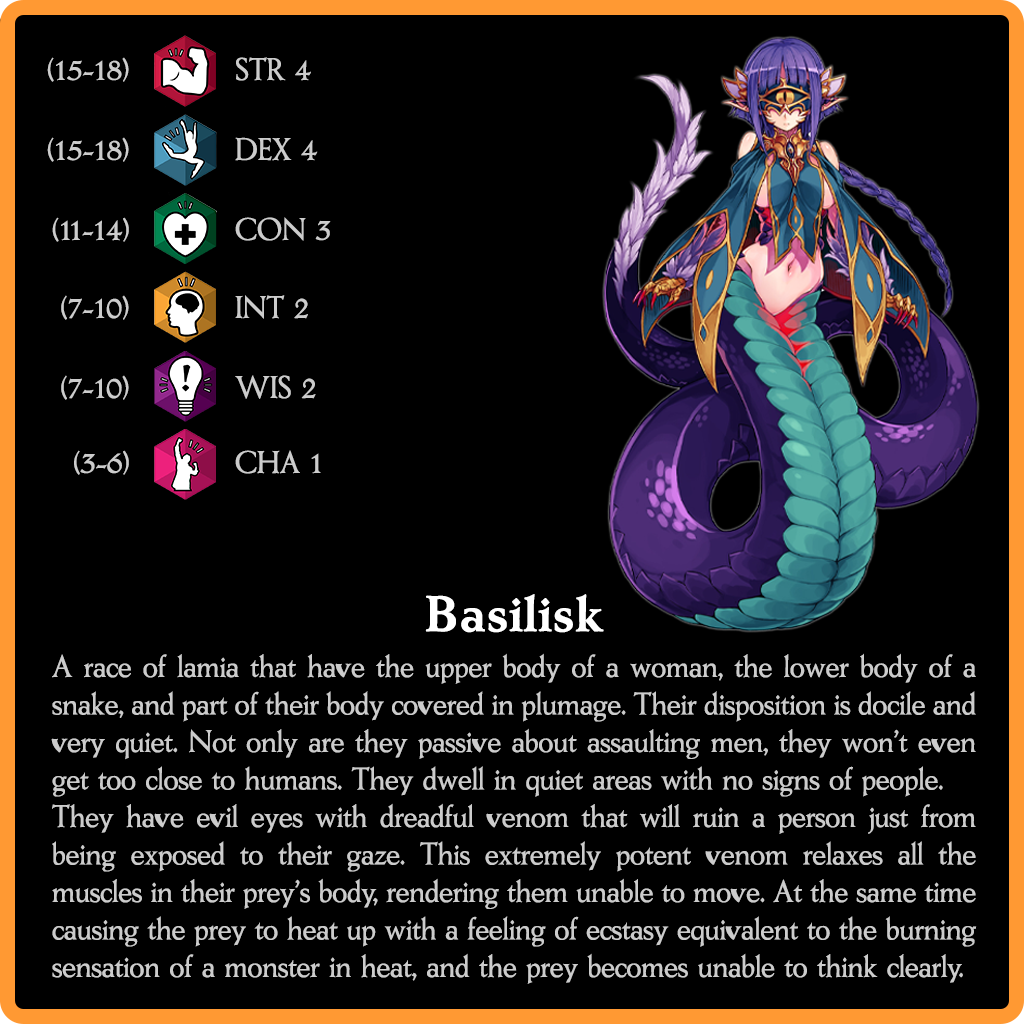 (15-18) STR 4
(15-18) DEX 4
(11-14) CON 3
(7-10) INT 2
(7-10) WIS 2
(3-6) CHA 1
Basilisk
A race of lamia that have the upper body of a woman, the lower body of a
snake, and part of their body covered in plumage. Their disposition is docile and
very quiet. Not only are they passive about assaulting men, they won't even
get too close to humans. They dwell in quiet areas with no signs of people.
They have evil eyes with dreadful venom that will ruin a person just from
being exposed to their gaze. This extremely potent venom relaxes all the
muscles in their prey's body, rendering them unable to move. At the same time
causing the prey to heat up with a feeling of ecstasy equivalent to the burning
sensation of a monster in heat, and the prey becomes unable to think clearly.